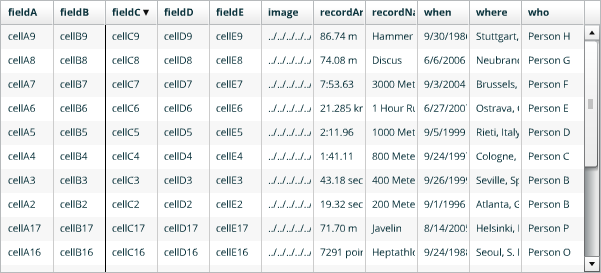 fieldA fieldB fieldC ▼ fieldD fieldE image recordAr recordNa when where who
cellA9 cellB9 cellC9 cellD9 cellE9 ../../../../ 86.74 m Hammer 9/30/198 Stuttgart, Person H
cellA8 cellB8 cellC8 cellD8 cellE8 ../../../../ 74.08 m Discus 6/6/2006 Neubrand Person G
cellA7 cellB7 cellC7 cellD7 cellE7 ../../../../ 7:53.63 3000 Met 9/3/2004 Brussels, Person F
cellA6 cellB6 cellC6 cellD6 cellE6 ../../../../ 21.285 kr 1 Hour Ru 6/27/200 Ostrava, Person E
cellA5 cellB5 cellC5 cellD5 cellE5 ../../../../ 2:11.96 1000 Met 9/5/1999 Rieti, Italy Person D
cellA4 cellB4 cellC4 cellD4 cellE4 ../../../../ 1:41.11 800 Mete 9/24/199 Cologne, Person C
cellA3 cellB3 cellC3 cellD3 cellE3 ../../../../ 43.18 sec 400 Mete 9/26/199 Seville, Sp Person B
cellA2 cellB2 cellC2 cellD2 cellE2 ../../../../ 19.32 sec 200 Mete 9/1/1996 Atlanta, G Person B
cellA17 cellB17 cellC17 cellD17 cellE17 ../../../../ 71.70 m Javelin 8/14/200 Helsinki, Person P
cellA16 cellB16 cellC16 cellD16 cellE16 ../../../../ 7291 poir Heptathl 9/24/198 Seoul, S. Person O